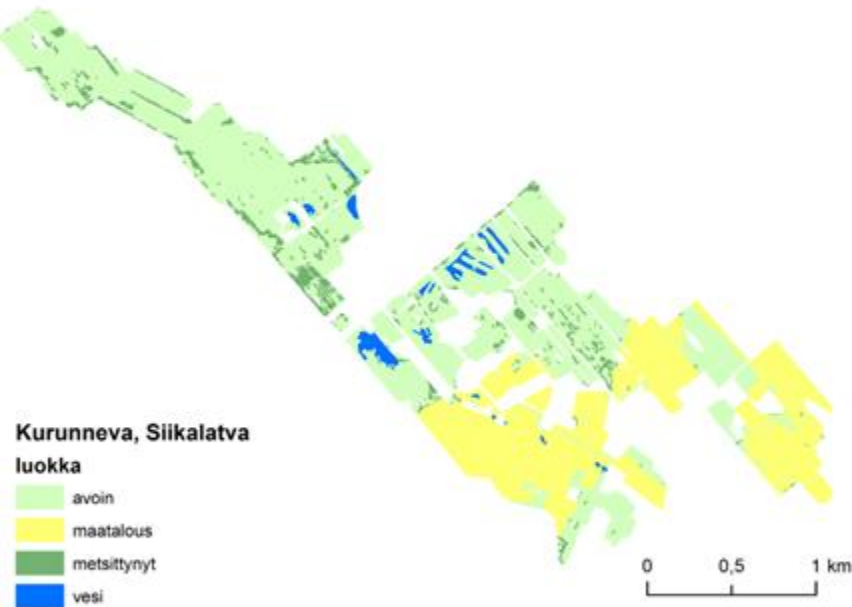 Kurunneva, Siikalatva
luokka
avoin
maatalous
metsittynyt
vesi
0 0,5 1 km